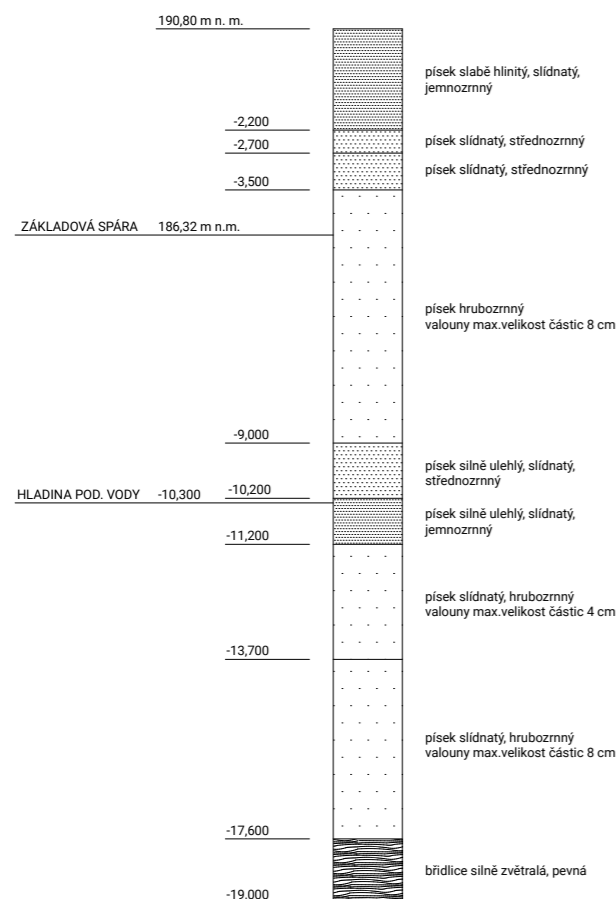 190,80 m n. m.
písek slabě hlinitý, slídnatý,
jemnozrnný
-2,200
písek slídnatý, střednozrnný
-2,700
písek slídnatý, střednozrnný
-3,500
ZÁKLADOVÁ SPÁRA 186,32 m n.m.
písek hrubozrnný
valouny max.velikost částic 8 cm
-9,000
písek silně ulehlý, slídnatý,
střednozrnný
HLADINA POD. VODY -10,300 -10,200
písek silně ulehlý, slídnatý,
jemnozrnný
-11,200
písek slídnatý, hrubozrnný
valouny max.velikost částic 4 cm
-13,700
písek slídnatý, hrubozrnný
valouny max.velikost částic 8 cm
-17,600
břidlice silně zvětralá, pevná
-19,000